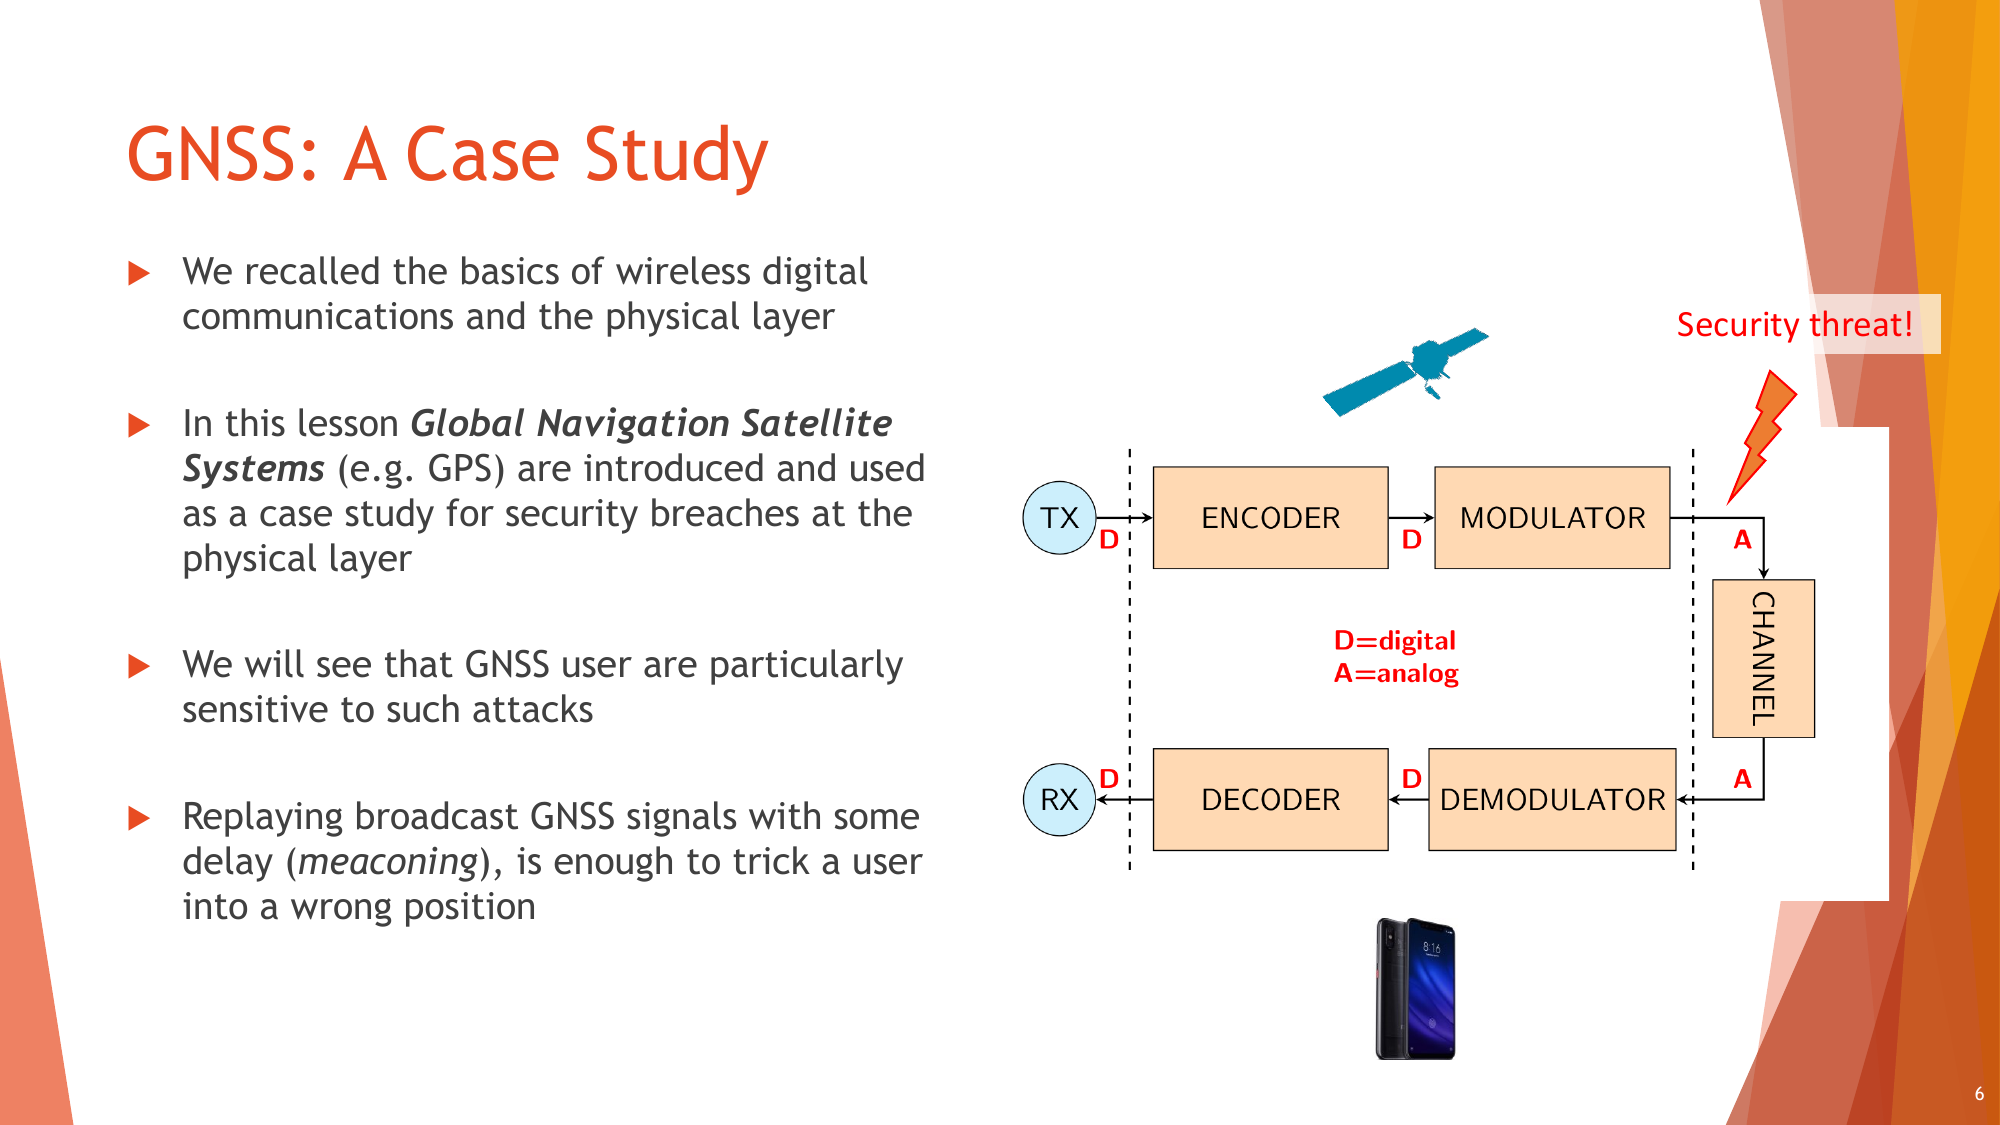 GNSS: A Case Study
We recalled the basics of wireless digital
communications and the physical layer
In this lesson Global Navigation Satellite
Systems (e.g. GPS) are introduced and used
as a case study for security breaches at the
physical layer
We will see that GNSS user are particularly
sensitive to such attacks
Replaying broadcast GNSS signals with some
delay (meaconing), is enough to trick a user
into a wrong position
Security threat!
TX
D
ENCODER
D
MODULATOR
A
CHANNEL
D=digital
A=analog
RX
D
DECODER
D
DEMODULATOR
A
8:16
6